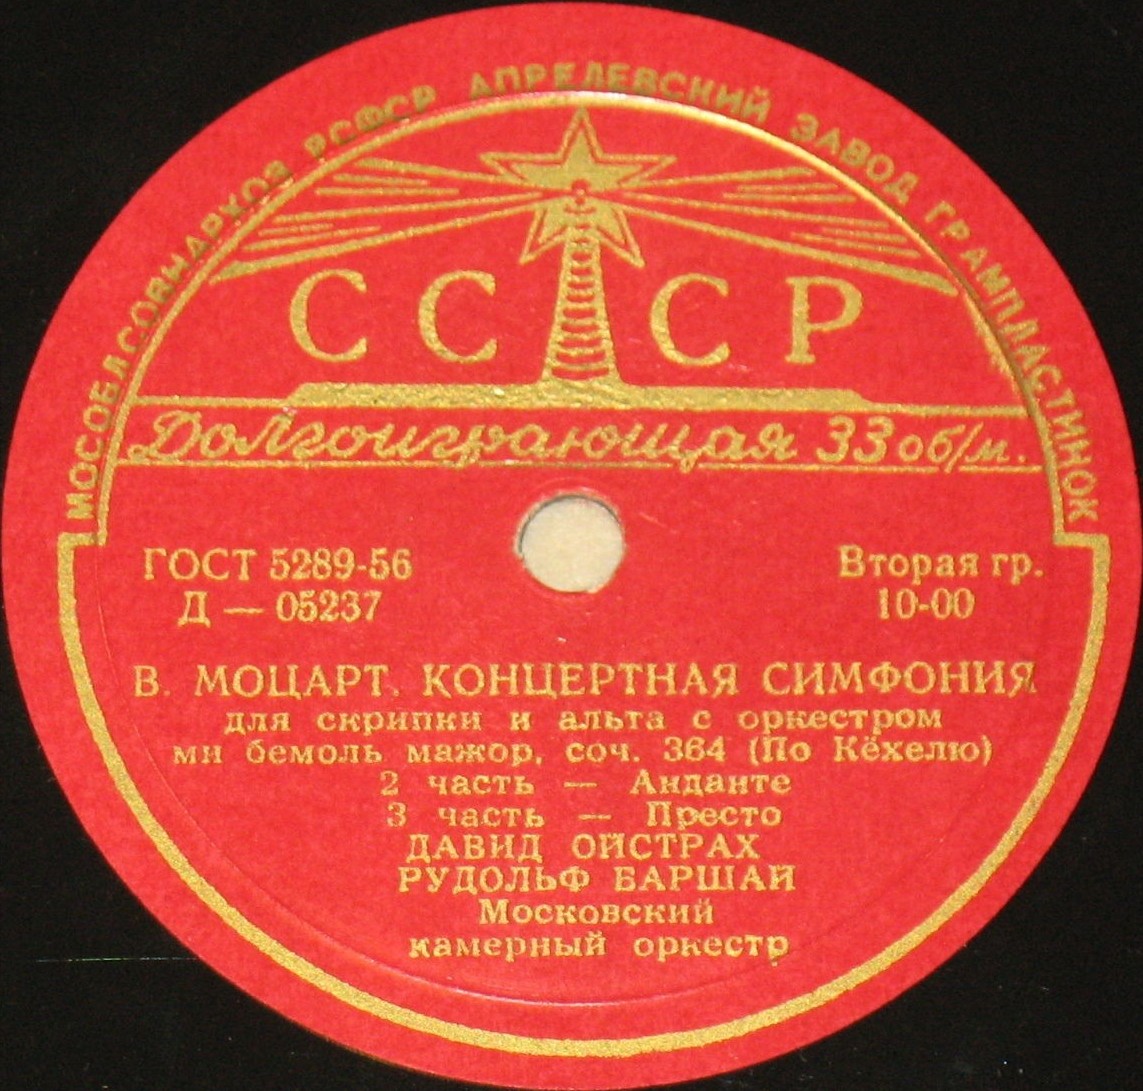 МОСОБЛСОВНАРХОЗ РСФСР АПРЕЛЕВСКИЙ ЗАВОД ГРАМПЛАСТИНОК
СССР
Долгоиграющая 33 об/м.
ГОСТ 5289-56
Д — 05237
Вторая гр.
10-00
В. МОЦАРТ. КОНЦЕРТНАЯ СИМФОНИЯ
для скрипки и альта с оркестром
ми бемоль мажор, соч. 364 (По Кёхелю)
2 часть — Анданте
3 часть — Престо
ДАВИД ОЙСТРАХ
РУДОЛЬФ БАРШАЙ
Московский
камерный оркестр